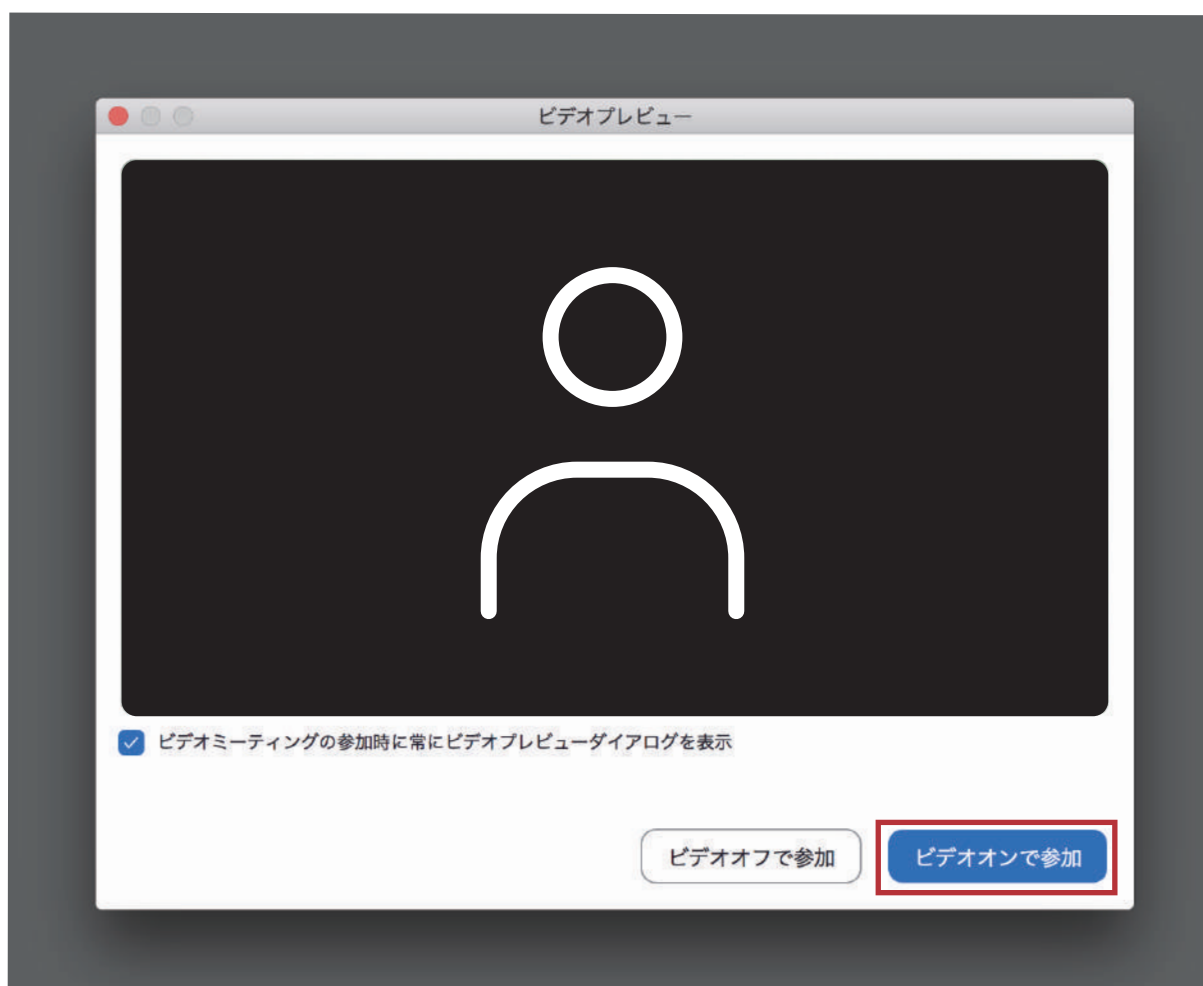 ビデオプレビュー
ビデオミーティングの参加時に常にビデオプレビューダイアログを表示
ビデオオフで参加
ビデオオンで参加